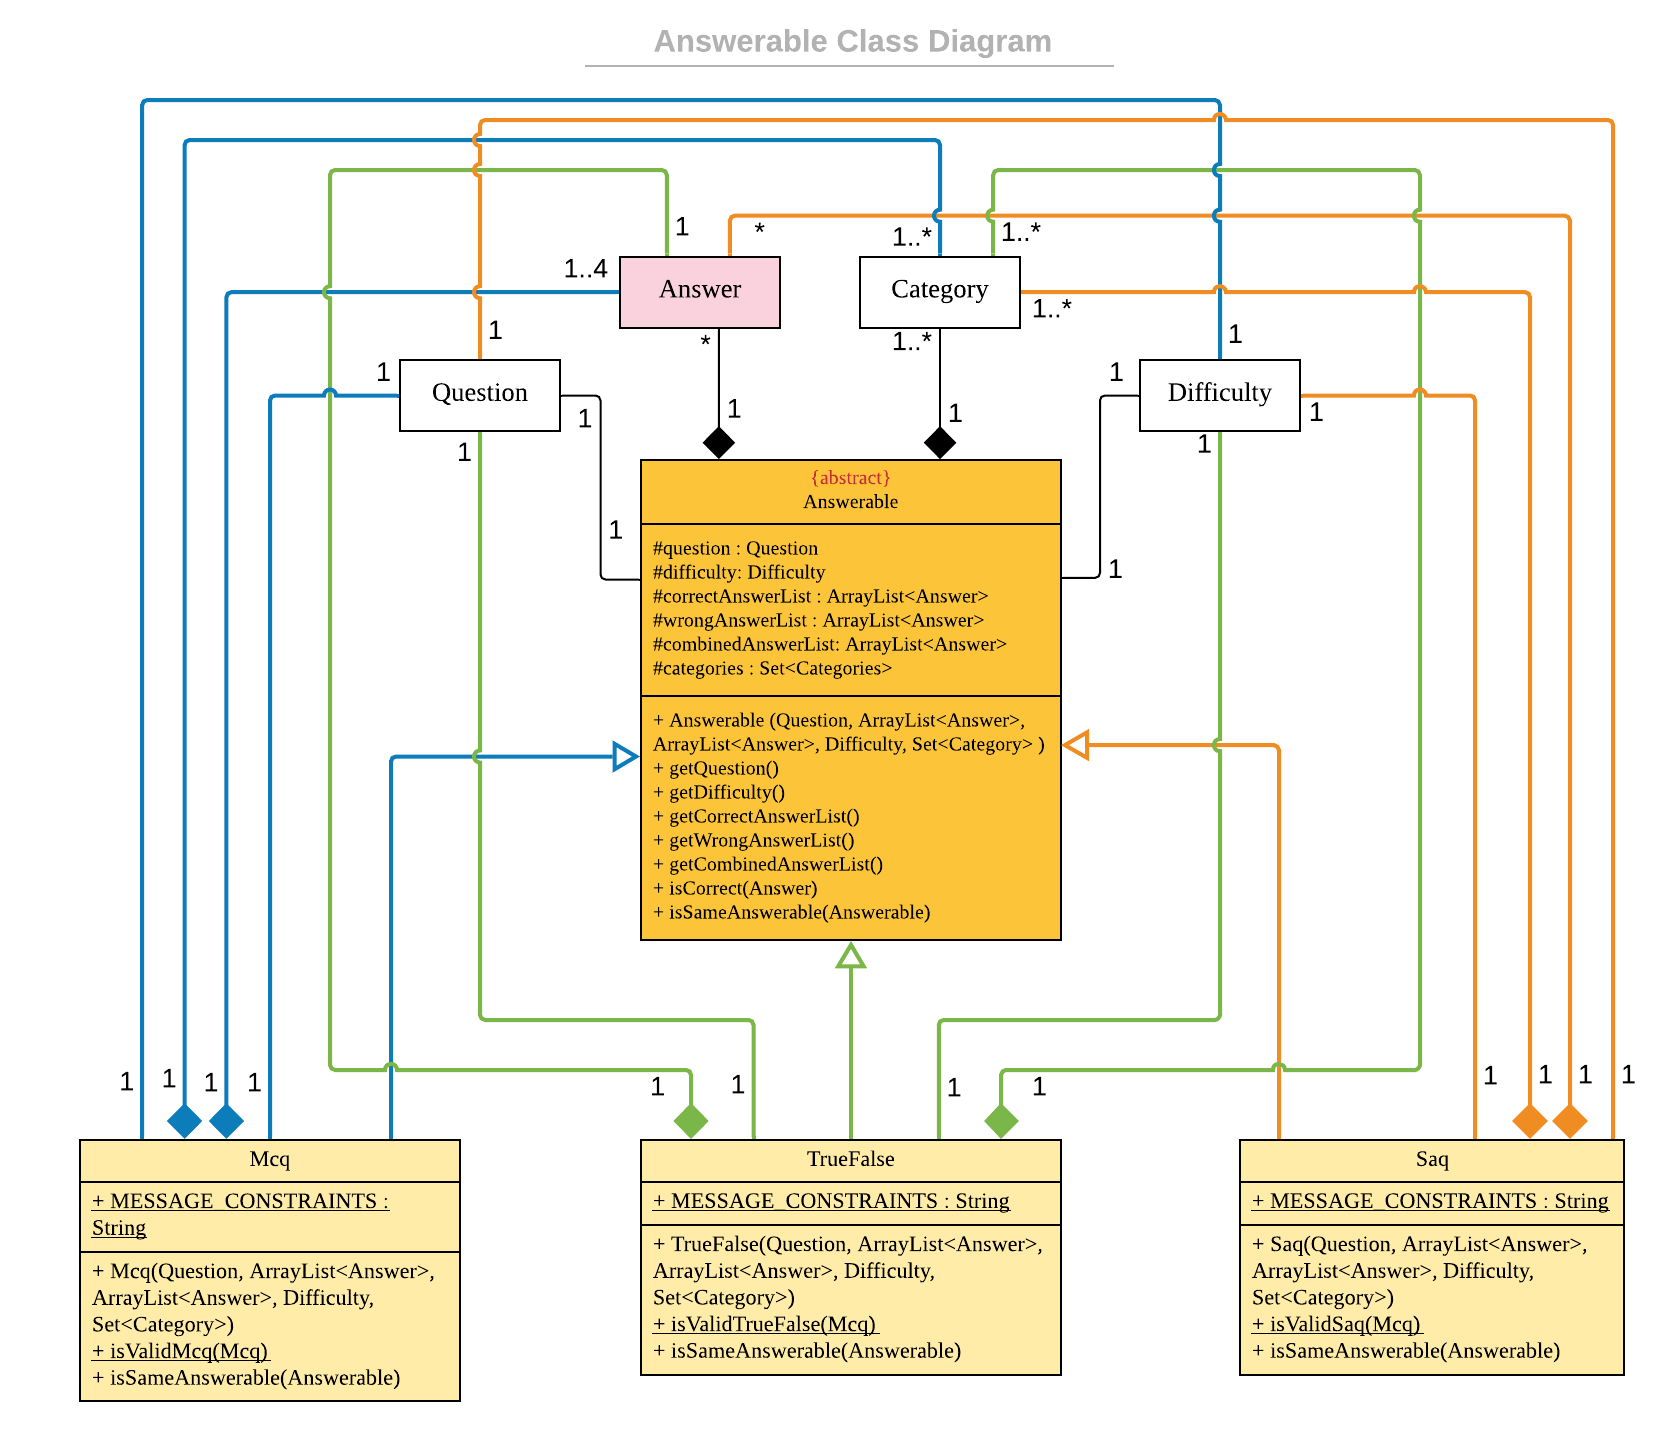 Answerable Class Diagram
1
*
1..*
1..*
1..4
Answer
Category
1..*
1
1
*
1..*
1
1
Question
1
Difficulty
1
1
1
1
1
1
1
1
{abstract}
Answerable
#question : Question
#difficulty: Difficulty
#correctAnswerList : ArrayList<Answer>
#wrongAnswerList : ArrayList<Answer>
#combinedAnswerList: ArrayList<Answer>
#categories : Set<Categories>
+ Answerable (Question, ArrayList<Answer>,
ArrayList<Answer>, Difficulty, Set<Category> )
+ getQuestion()
+ getDifficulty()
+ getCorrectAnswerList()
+ getWrongAnswerList()
+ getCombinedAnswerList()
+ isCorrect(Answer)
+ isSameAnswerable(Answerable)
1
1
1
1
1
1
1
1
1
1
1
1
Mcq
+ MESSAGE_CONSTRAINTS :
String
+ Mcq(Question, ArrayList<Answer>,
ArrayList<Answer>, Difficulty,
Set<Category>)
+ isValidMcq(Mcq)
+ isSameAnswerable(Answerable)
TrueFalse
+ MESSAGE_CONSTRAINTS : String
+ TrueFalse(Question, ArrayList<Answer>,
ArrayList<Answer>, Difficulty,
Set<Category>)
+ isValidTrueFalse(Mcq)
+ isSameAnswerable(Answerable)
Saq
+ MESSAGE_CONSTRAINTS : String
+ Saq(Question, ArrayList<Answer>,
ArrayList<Answer>, Difficulty,
Set<Category>)
+ isValidSaq(Mcq)
+ isSameAnswerable(Answerable)